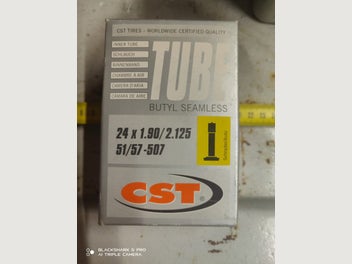 CST TIRES - WORLDWIDE CERTIFIED QUALITY
INNER TUBE
SCHLAUCH
BINNENBAND
CHAMBRE A AIR
CAMERA D'ARIA
CAMARA DE AIRE
TUBE
BUTYL SEAMLESS
24 x 1.90/2.125
51/57-507
CST
BLACKSHARK 5 PRO
AI TRIPLE CAMERA